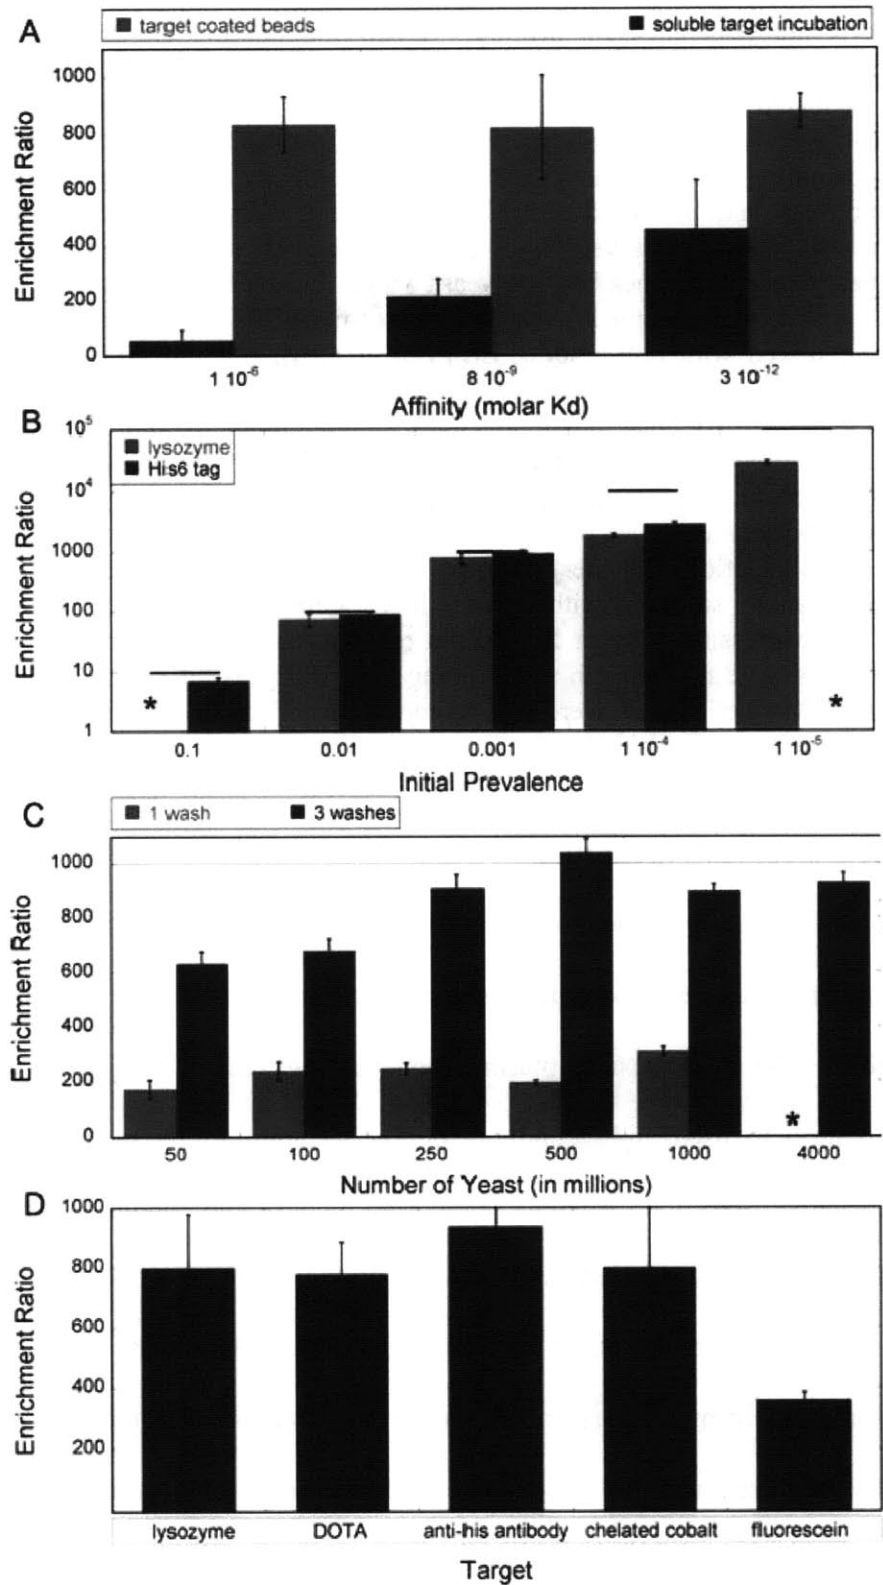 A
target coated beads
soluble target incubation
1000
800
600
400
200
0
Enrichment Ratio
1 10-6
8 10-9
3 10-12
Affinity (molar Kd)
B
lysozyme
His6 tag
10^5
10^4
1000
100
10
1
Enrichment Ratio
*
*
0.1
0.01
0.001
1 10-4
1 10-5
Initial Prevalence
C
1 wash
3 washes
1000
800
600
400
200
0
Enrichment Ratio
*
50
100
250
500
1000
4000
Number of Yeast (in millions)
D
1000
800
600
400
200
Enrichment Ratio
lysozyme
DOTA
anti-his antibody
chelated cobalt
fluorescein
Target